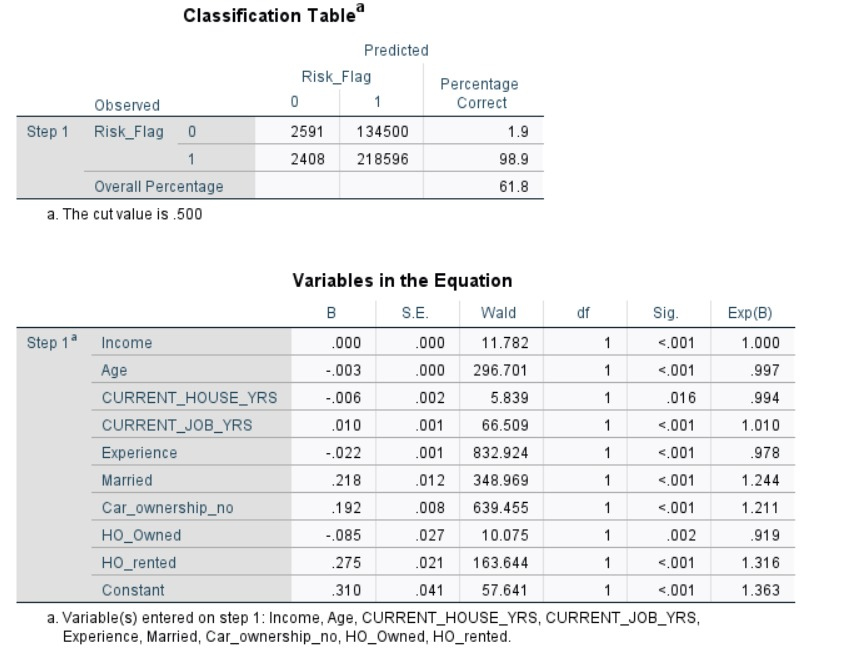 Classification Tableᵃ
Predicted
Risk_Flag Percentage
Observed 0 1 Correct
Step 1 Risk_Flag 0 2591 134500 1.9
1 2408 218596 98.9
Overall Percentage 61.8
a. The cut value is .500
Variables in the Equation
B S.E. Wald df Sig. Exp(B)
Step 1ᵃ Income .000 .000 11.782 1 <.001 1.000
Age -.003 .000 296.701 1 <.001 .997
CURRENT_HOUSE_YRS -.006 .002 5.839 1 .016 .994
CURRENT_JOB_YRS .010 .001 66.509 1 <.001 1.010
Experience -.022 .001 832.924 1 <.001 .978
Married .218 .012 348.969 1 <.001 1.244
Car_ownership_no .192 .008 639.455 1 <.001 1.211
HO_Owned -.085 .027 10.075 1 .002 .919
HO_rented .275 .021 163.644 1 <.001 1.316
Constant .310 .041 57.641 1 <.001 1.363
a. Variable(s) entered on step 1: Income, Age, CURRENT_HOUSE_YRS, CURRENT_JOB_YRS,
Experience, Married, Car_ownership_no, HO_Owned, HO_rented.